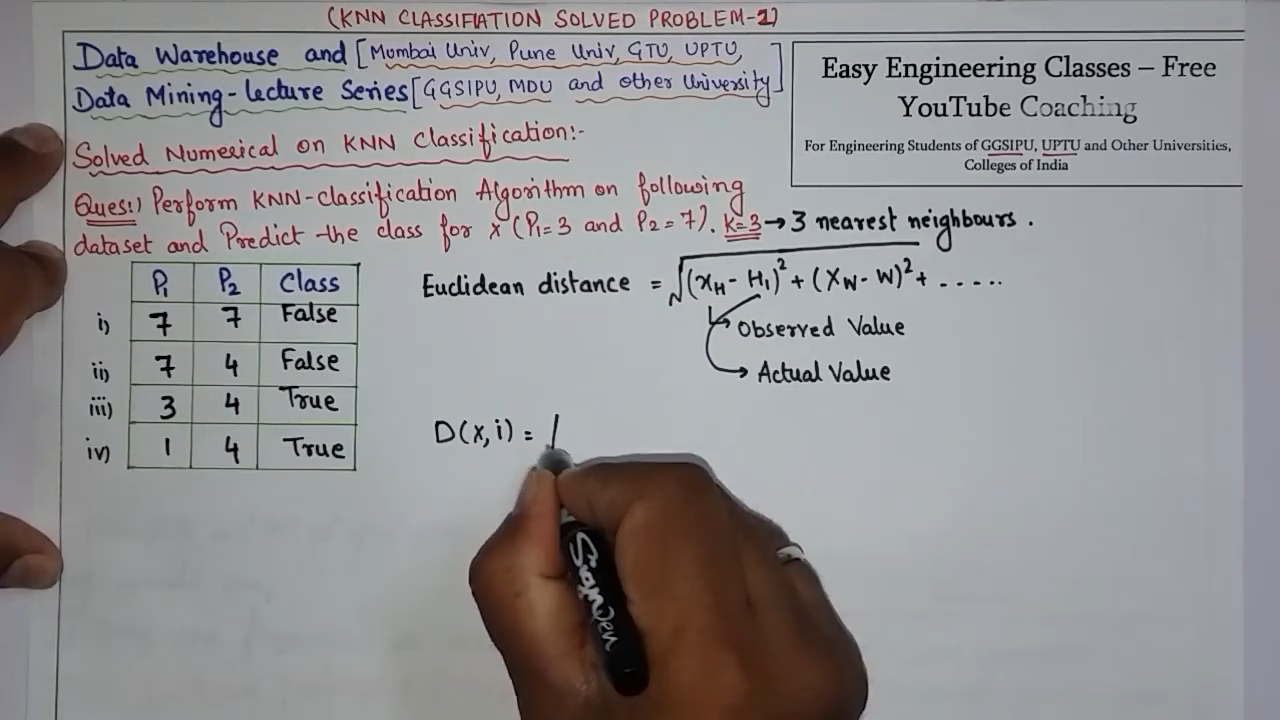 (KNN CLASSIFIATION SOLVED PROBLEM-1)
Data Warehouse and [Mumbai Univ, Pune Univ, GTU, UPTU,
Data Mining-Lecture Series [GGSIPU, MDU and other University]
Easy Engineering Classes – Free
YouTube Coaching
For Engineering Students of GGSIPU, UPTU and Other Universities,
Colleges of India
Solved Numerical on KNN Classification:-
Ques:) Perform KNN-classification Algorithm on following
dataset and Predict the class for X (P1=3 and P2=7). K=3 → 3 nearest neighbours.
P1 P2 Class
i) 7 7 False
ii) 7 4 False
iii) 3 4 True
iv) 1 4 True
Euclidean distance = √(xH - H1)² + (XW - W)² + .....
→ Observed Value
→ Actual Value
D(x,i) =
SignPen